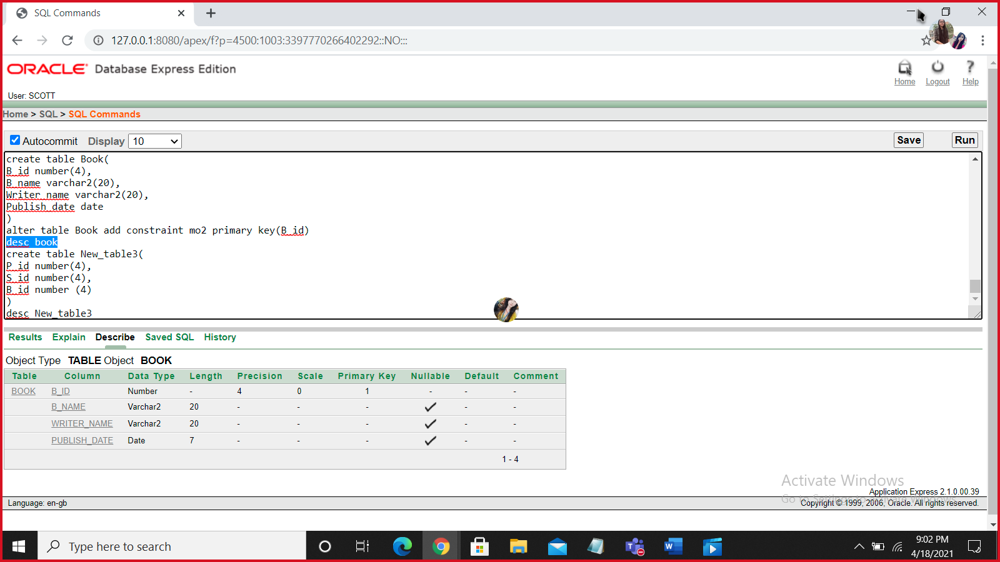 SQL Commands
127.0.0.1:8080/apex/f?p=4500:1003:3397770266402292::NO:::
ORACLE Database Express Edition
Home Logout ? Help
User: SCOTT
Home > SQL > SQL Commands
Autocommit Display 10 Save Run
create table Book(
B_id number(4),
B_name varchar2(20),
Writer_name varchar2(20),
Publish_date date
)
alter table Book add constraint mo2 primary key(B_id)
desc book
create table New_table3(
P_id number(4),
S_id number(4),
B_id number (4)
)
desc New_table3
Results Explain Describe Saved SQL History
Object Type TABLE Object BOOK
Table Column Data Type Length Precision Scale Primary Key Nullable Default Comment
BOOK B_ID Number - 4 0 1 - - -
B_NAME Varchar2 20 - - - - -
WRITER_NAME Varchar2 20 - - - - -
PUBLISH_DATE Date 7 - - - - -
1 - 4
Activate Windows
Application Express 2.1.0.00.39
Go to Settings to activate Windows.
Language: en-gb Copyright © 1999, 2006, Oracle. All rights reserved.
Type here to search
9:02 PM
4/18/2021